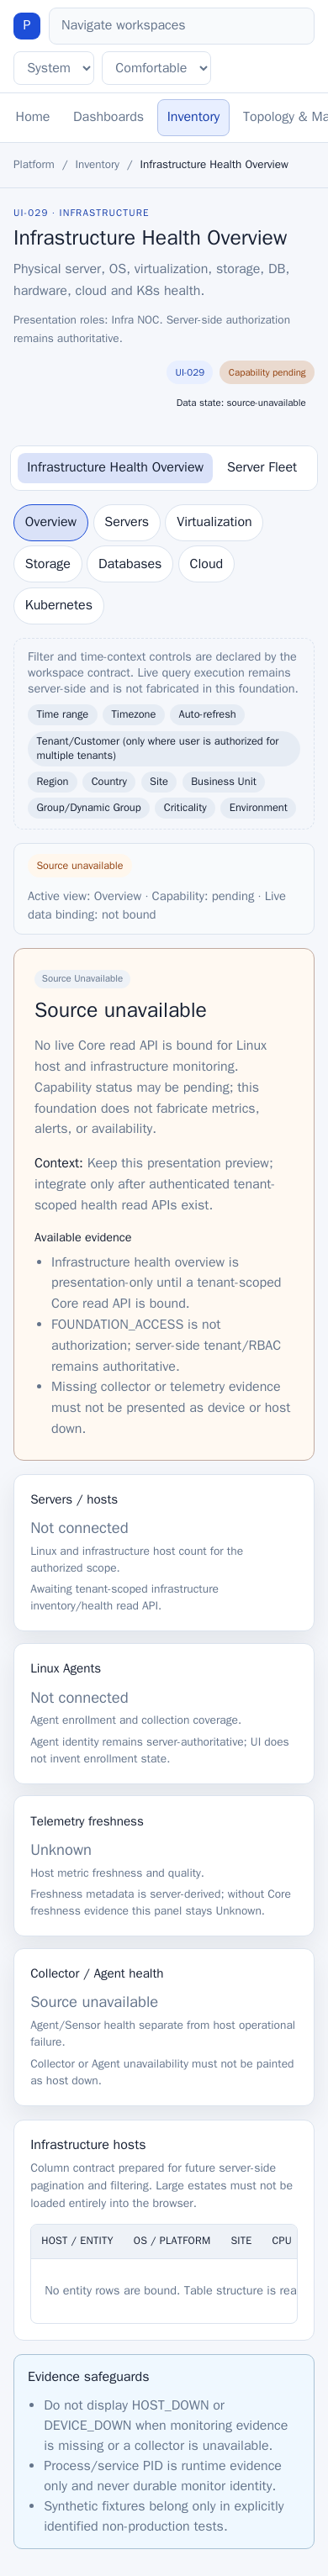 P
Navigate workspaces
System
Comfortable
Home Dashboards Inventory Topology & Ma
Platform / Inventory / Infrastructure Health Overview
UI-029 · INFRASTRUCTURE
Infrastructure Health Overview
Physical server, OS, virtualization, storage, DB,
hardware, cloud and K8s health.
Presentation roles: Infra NOC. Server-side authorization
remains authoritative.
UI-029 Capability pending
Data state: source-unavailable
Infrastructure Health Overview Server Fleet
Overview Servers Virtualization
Storage Databases Cloud
Kubernetes
Filter and time-context controls are declared by the
workspace contract. Live query execution remains
server-side and is not fabricated in this foundation.
Time range Timezone Auto-refresh
Tenant/Customer (only where user is authorized for
multiple tenants)
Region Country Site Business Unit
Group/Dynamic Group Criticality Environment
Source unavailable
Active view: Overview · Capability: pending · Live
data binding: not bound
Source Unavailable
Source unavailable
No live Core read API is bound for Linux
host and infrastructure monitoring.
Capability status may be pending; this
foundation does not fabricate metrics,
alerts, or availability.
Context: Keep this presentation preview;
integrate only after authenticated tenant-
scoped health read APIs exist.
Available evidence
• Infrastructure health overview is
presentation-only until a tenant-scoped
Core read API is bound.
• FOUNDATION_ACCESS is not
authorization; server-side tenant/RBAC
remains authoritative.
• Missing collector or telemetry evidence
must not be presented as device or host
down.
Servers / hosts
Not connected
Linux and infrastructure host count for the
authorized scope.
Awaiting tenant-scoped infrastructure
inventory/health read API.
Linux Agents
Not connected
Agent enrollment and collection coverage.
Agent identity remains server-authoritative; UI does
not invent enrollment state.
Telemetry freshness
Unknown
Host metric freshness and quality.
Freshness metadata is server-derived; without Core
freshness evidence this panel stays Unknown.
Collector / Agent health
Source unavailable
Agent/Sensor health separate from host operational
failure.
Collector or Agent unavailability must not be painted
as host down.
Infrastructure hosts
Column contract prepared for future server-side
pagination and filtering. Large estates must not be
loaded entirely into the browser.
HOST / ENTITY OS / PLATFORM SITE CPU
No entity rows are bound. Table structure is rea
Evidence safeguards
• Do not display HOST_DOWN or
DEVICE_DOWN when monitoring evidence
is missing or a collector is unavailable.
• Process/service PID is runtime evidence
only and never durable monitor identity.
• Synthetic fixtures belong only in explicitly
identified non-production tests.